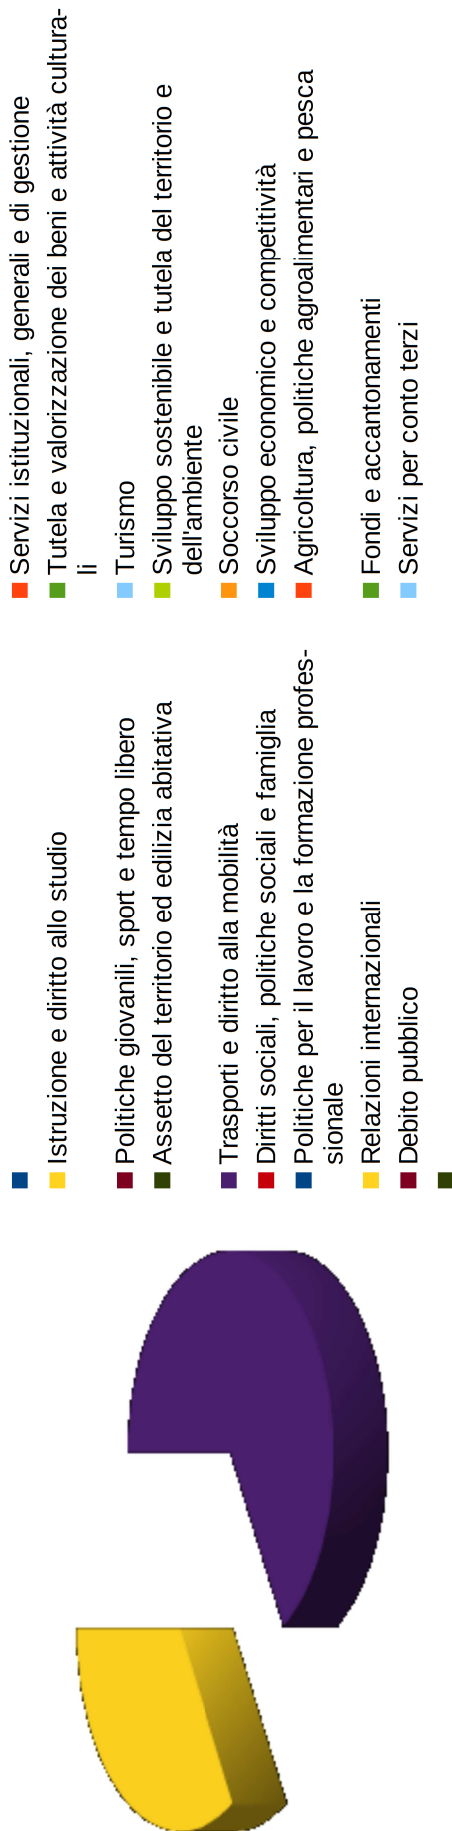 Istruzione e diritto allo studio
Politiche giovanili, sport e tempo libero
Assetto del territorio ed edilizia abitativa
Trasporti e diritto alla mobilità
Diritti sociali, politiche sociali e famiglia
Politiche per il lavoro e la formazione profes-
sionale
Relazioni internazionali
Debito pubblico
Servizi istituzionali, generali e di gestione
Tutela e valorizzazione dei beni e attività cultura-
li
Turismo
Sviluppo sostenibile e tutela del territorio e
dell'ambiente
Soccorso civile
Sviluppo economico e competitività
Agricoltura, politiche agroalimentari e pesca
Fondi e accantonamenti
Servizi per conto terzi